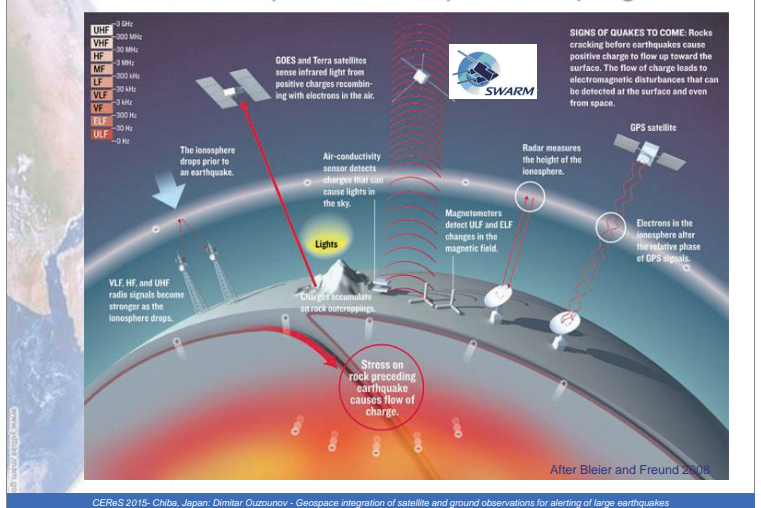 UHF
VHF
HF
MF
LF
VLF
VF
ELF
ULF
3 GHz
300 MHz
30 MHz
300 kHz
30 kHz
3 kHz
300 Hz
30 Hz
0 Hz
GOES and Terra satellites
sense infrared light from
positive charges recombin-
ing with electrons in the air.
SWARM
SIGNS OF QUAKES TO COME: Rocks
cracking before earthquakes cause
positive charge to flow up toward the
surface. The flow of charge leads to
electromagnetic disturbances that can
be detected at the surface and even
from space.
GPS satellite
The ionosphere
drops prior to
an earthquake.
Air-conductivity
sensor detects
charges that can
cause lights in
the sky.
Radar measures
the height of the
ionosphere.
Magnetometers
detect ULF and ELF
changes in the
magnetic field.
Electrons in the
ionosphere alter
the relative phase
of GPS signals.
Lights
VLF, HF, and UHF
radio signals become
stronger as the
ionosphere drops.
Charges accumulate
on rock outcroppings.
Stress on
rock preceding
earthquake
causes flow of
charge.
After Bleier and Freund 2008
CEReS 2015- Chiba, Japan: Dimitar Ouzounov - Geospace integration of satellite and ground observations for alerting of large earthquakes